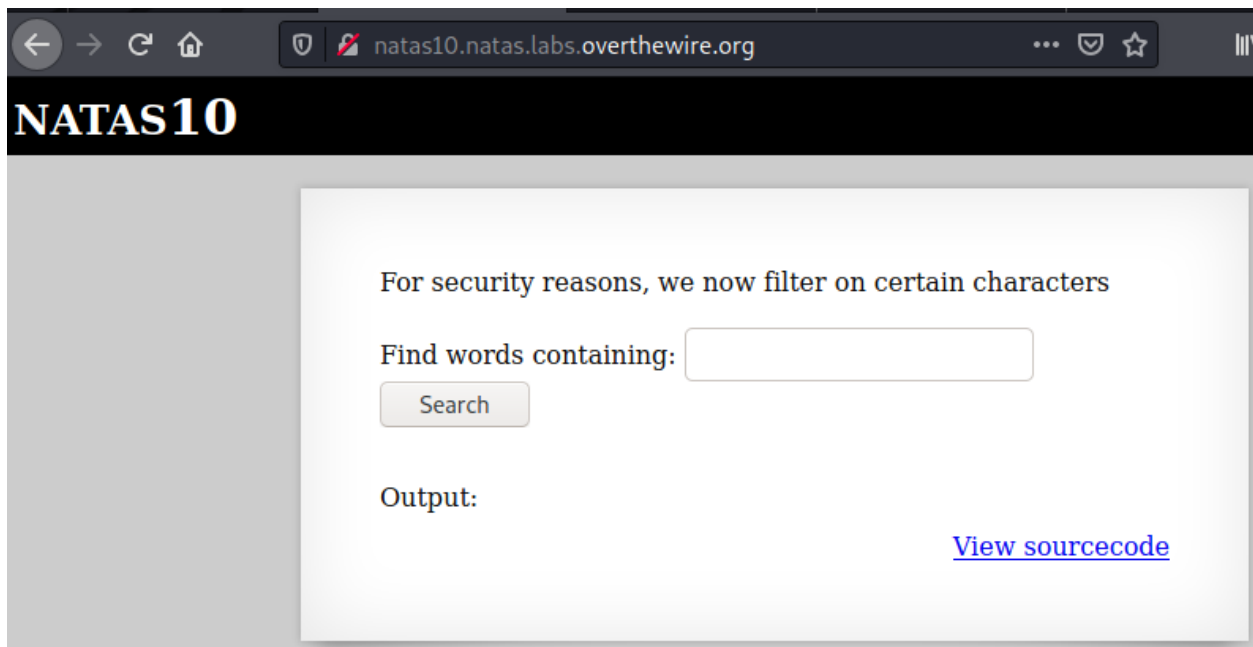 natas10.natas.labs.overthewire.org
NATAS10
For security reasons, we now filter on certain characters
Find words containing:
Search
Output:
View sourcecode